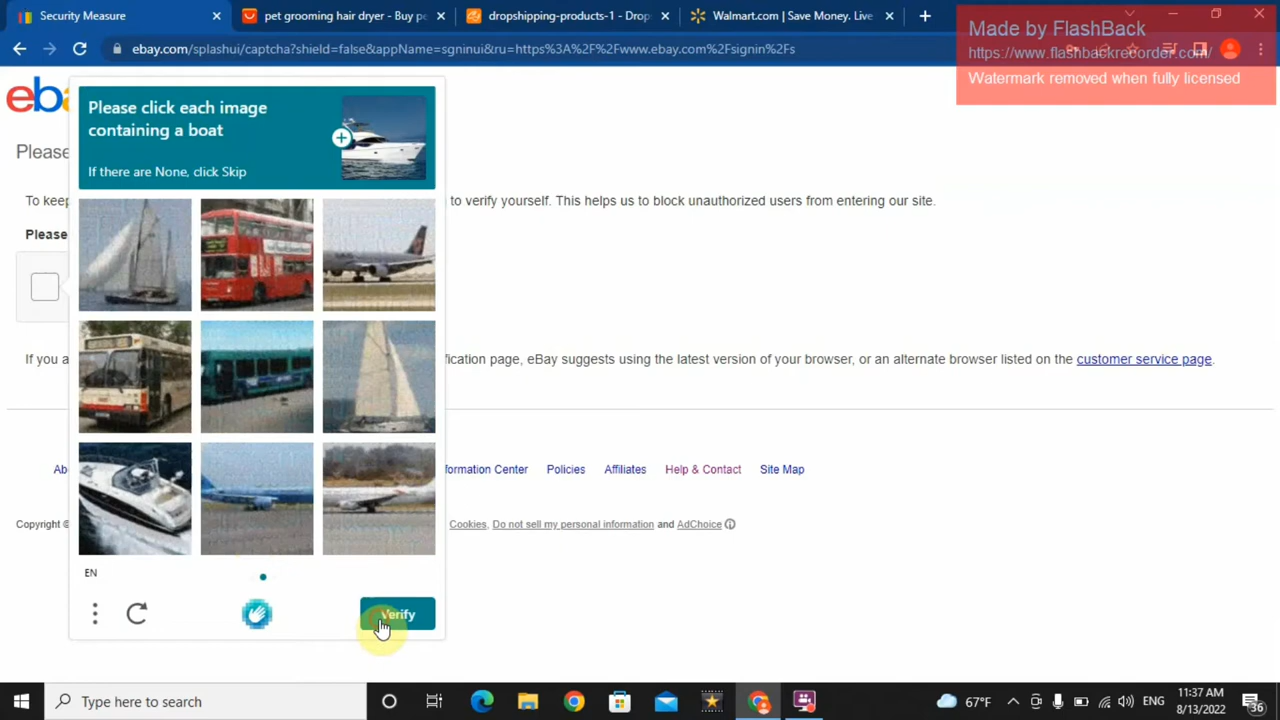 Security Measure
pet grooming hair dryer - Buy pe
dropshipping-products-1 - Drop
Walmart.com | Save Money. Live
ebay.com/splashui/captcha?shield=false&appName=sgninui&ru=https%3A%2F%2Fwww.ebay.com%2Fsignin%2Fs
Made by FlashBack
https://www.flashbackrecorder.com/
Watermark removed when fully licensed
eb
Please
Please click each image
containing a boat
If there are None, click Skip
To keep
to verify yourself. This helps us to block unauthorized users from entering our site.
Please
If you a
ication page, eBay suggests using the latest version of your browser, or an alternate browser listed on the customer service page.
Ab
formation Center Policies Affiliates Help & Contact Site Map
Copyright ©
Cookies, Do not sell my personal information and AdChoice
EN
Verify
Type here to search
67°F
ENG
11:37 AM
8/13/2022
36